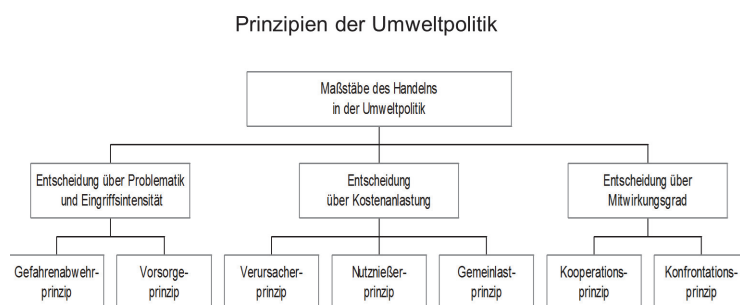 Prinzipien der Umweltpolitik
Maßstäbe des Handelns
in der Umweltpolitik
Entscheidung über Problematik
und Eingriffsintensität
Entscheidung
über Kostenanlastung
Entscheidung über
Mitwirkungsgrad
Gefahrenabwehr-
prinzip
Vorsorge-
prinzip
Verursacher-
prinzip
Nutznießer-
prinzip
Gemeinlast-
prinzip
Kooperations-
prinzip
Konfrontations-
prinzip